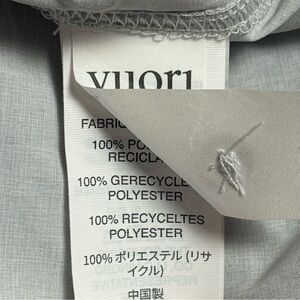 vuori
FABRIC
100% PO
RECICLA
100% GERECYCLE
POLYESTER
100% RECYCELTES
POLYESTER
100% ポリエステル (リサ
イクル)
中国製